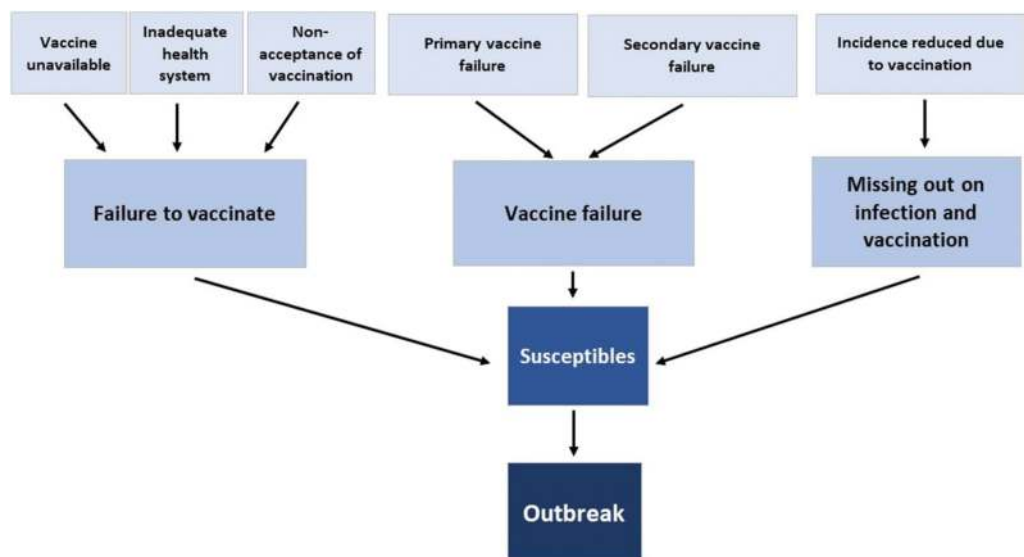 Vaccine
unavailable
Inadequate
health
system
Non-
acceptance of
vaccination
Primary vaccine
failure
Secondary vaccine
failure
Incidence reduced due
to vaccination
Failure to vaccinate
Vaccine failure
Missing out on
infection and
vaccination
Susceptibles
Outbreak